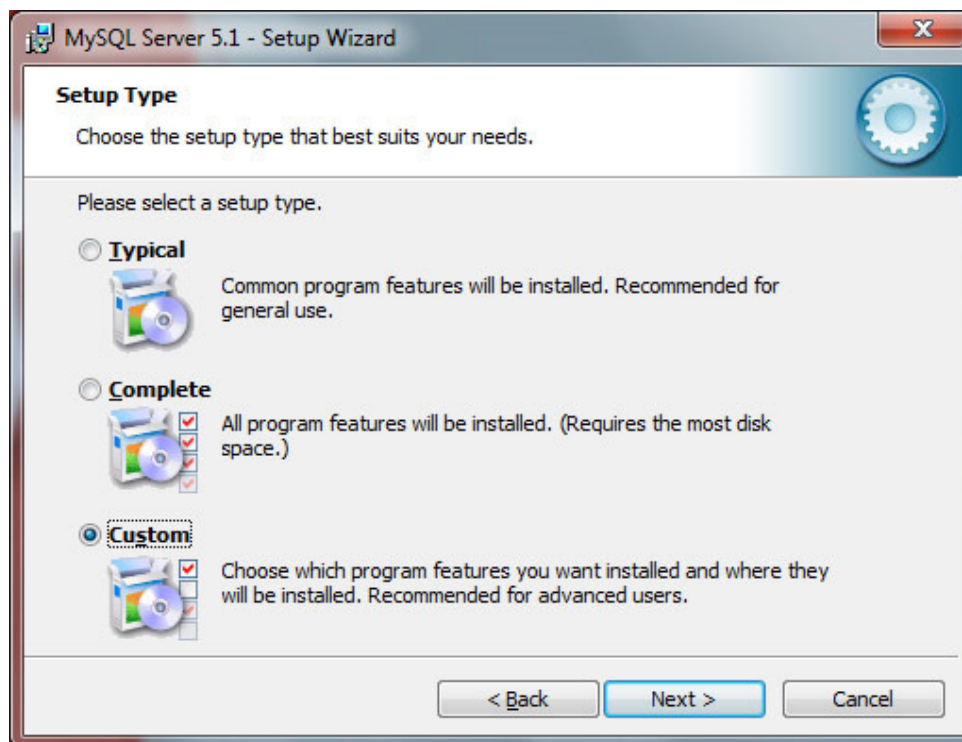 MySQL Server 5.1 - Setup Wizard
Setup Type
Choose the setup type that best suits your needs.
Please select a setup type.
Typical
Common program features will be installed. Recommended for
general use.
Complete
All program features will be installed. (Requires the most disk
space.)
Custom
Choose which program features you want installed and where they
will be installed. Recommended for advanced users.
< Back
Next >
Cancel